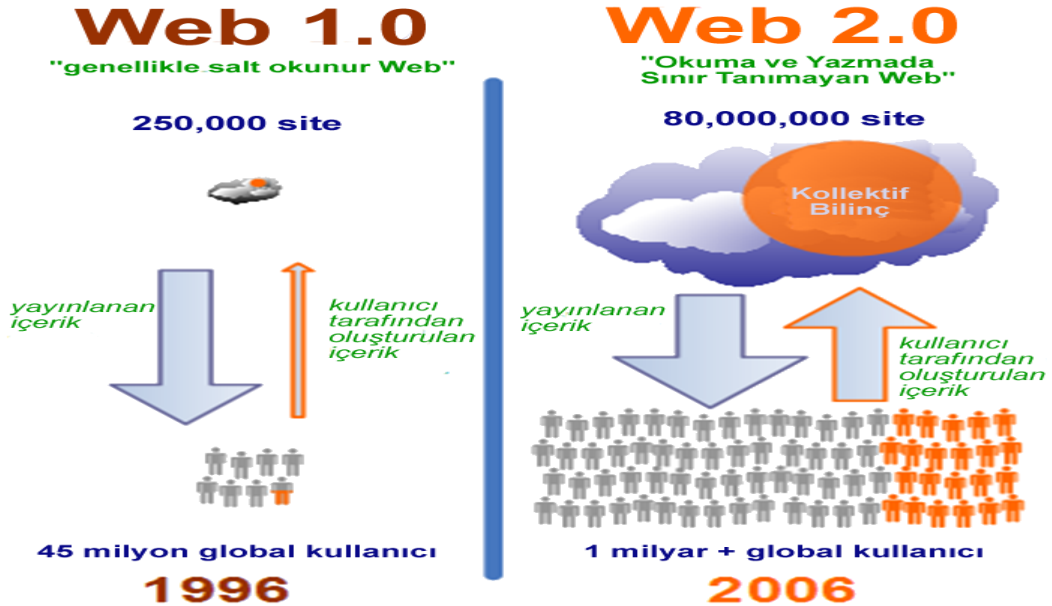 Web 1.0
"genellikle salt okunur Web"
250,000 site
yayınlanan
içerik
kullanıcı
tarafından
oluşturulan
içerik
45 milyon global kullanıcı
1996
Web 2.0
"Okuma ve Yazmada
Sınır Tanımayan Web"
80,000,000 site
Kollektif
Bilinç
yayınlanan
içerik
kullanıcı
tarafından
oluşturulan
içerik
1 milyar + global kullanıcı
2006